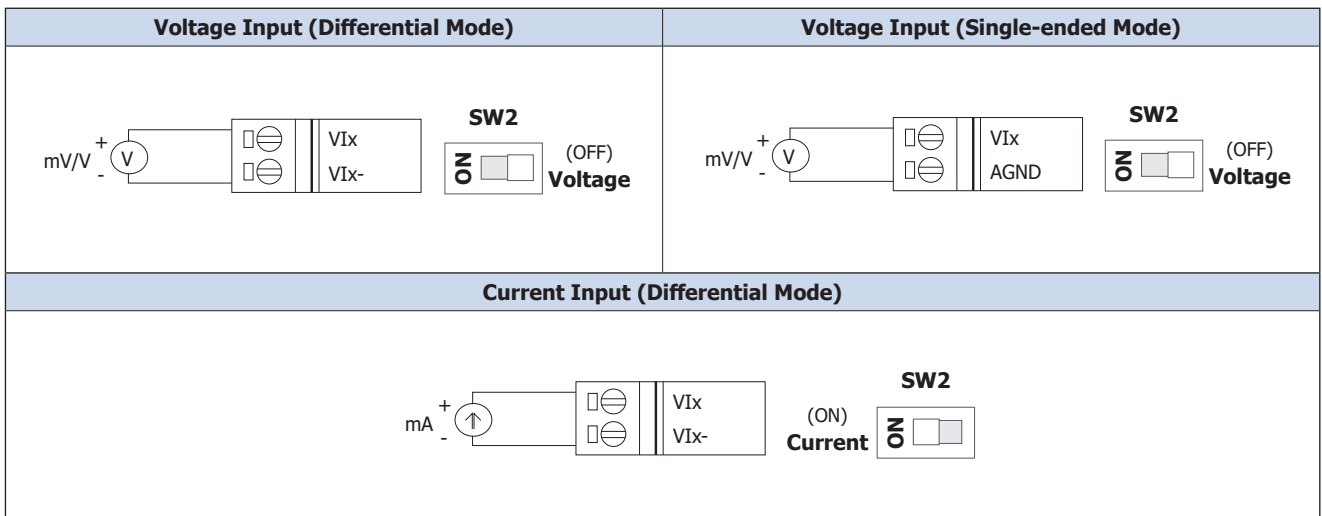 Voltage Input (Differential Mode)
mV/V
+
V
-
VIx
VIx-
SW2
ON
(OFF)
Voltage
Voltage Input (Single-ended Mode)
mV/V
+
V
-
VIx
AGND
SW2
ON
(OFF)
Voltage
Current Input (Differential Mode)
mA
+
-
VIx
VIx-
(ON)
Current
SW2
ON